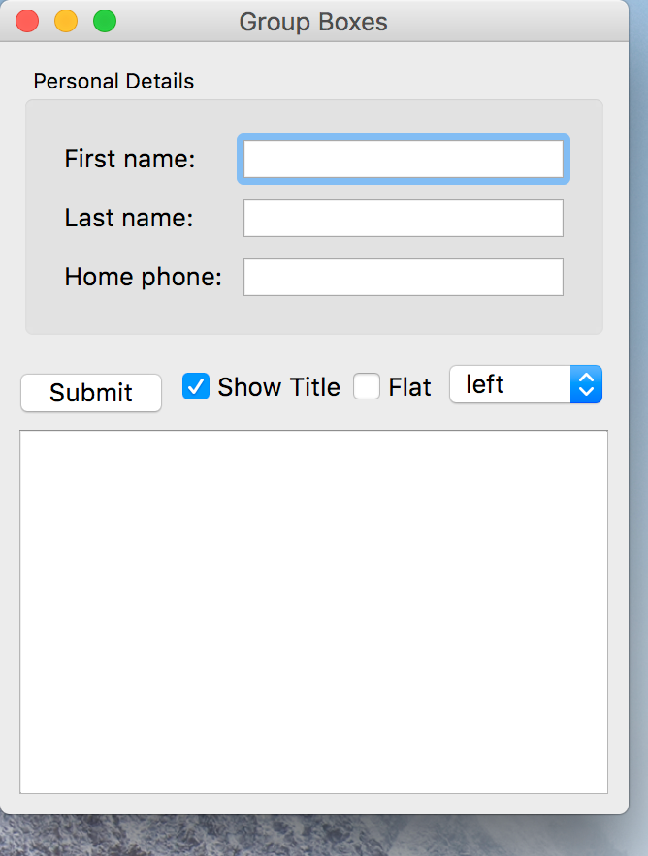 Group Boxes
Personal Details
First name:
Last name:
Home phone:
Submit Show Title Flat left